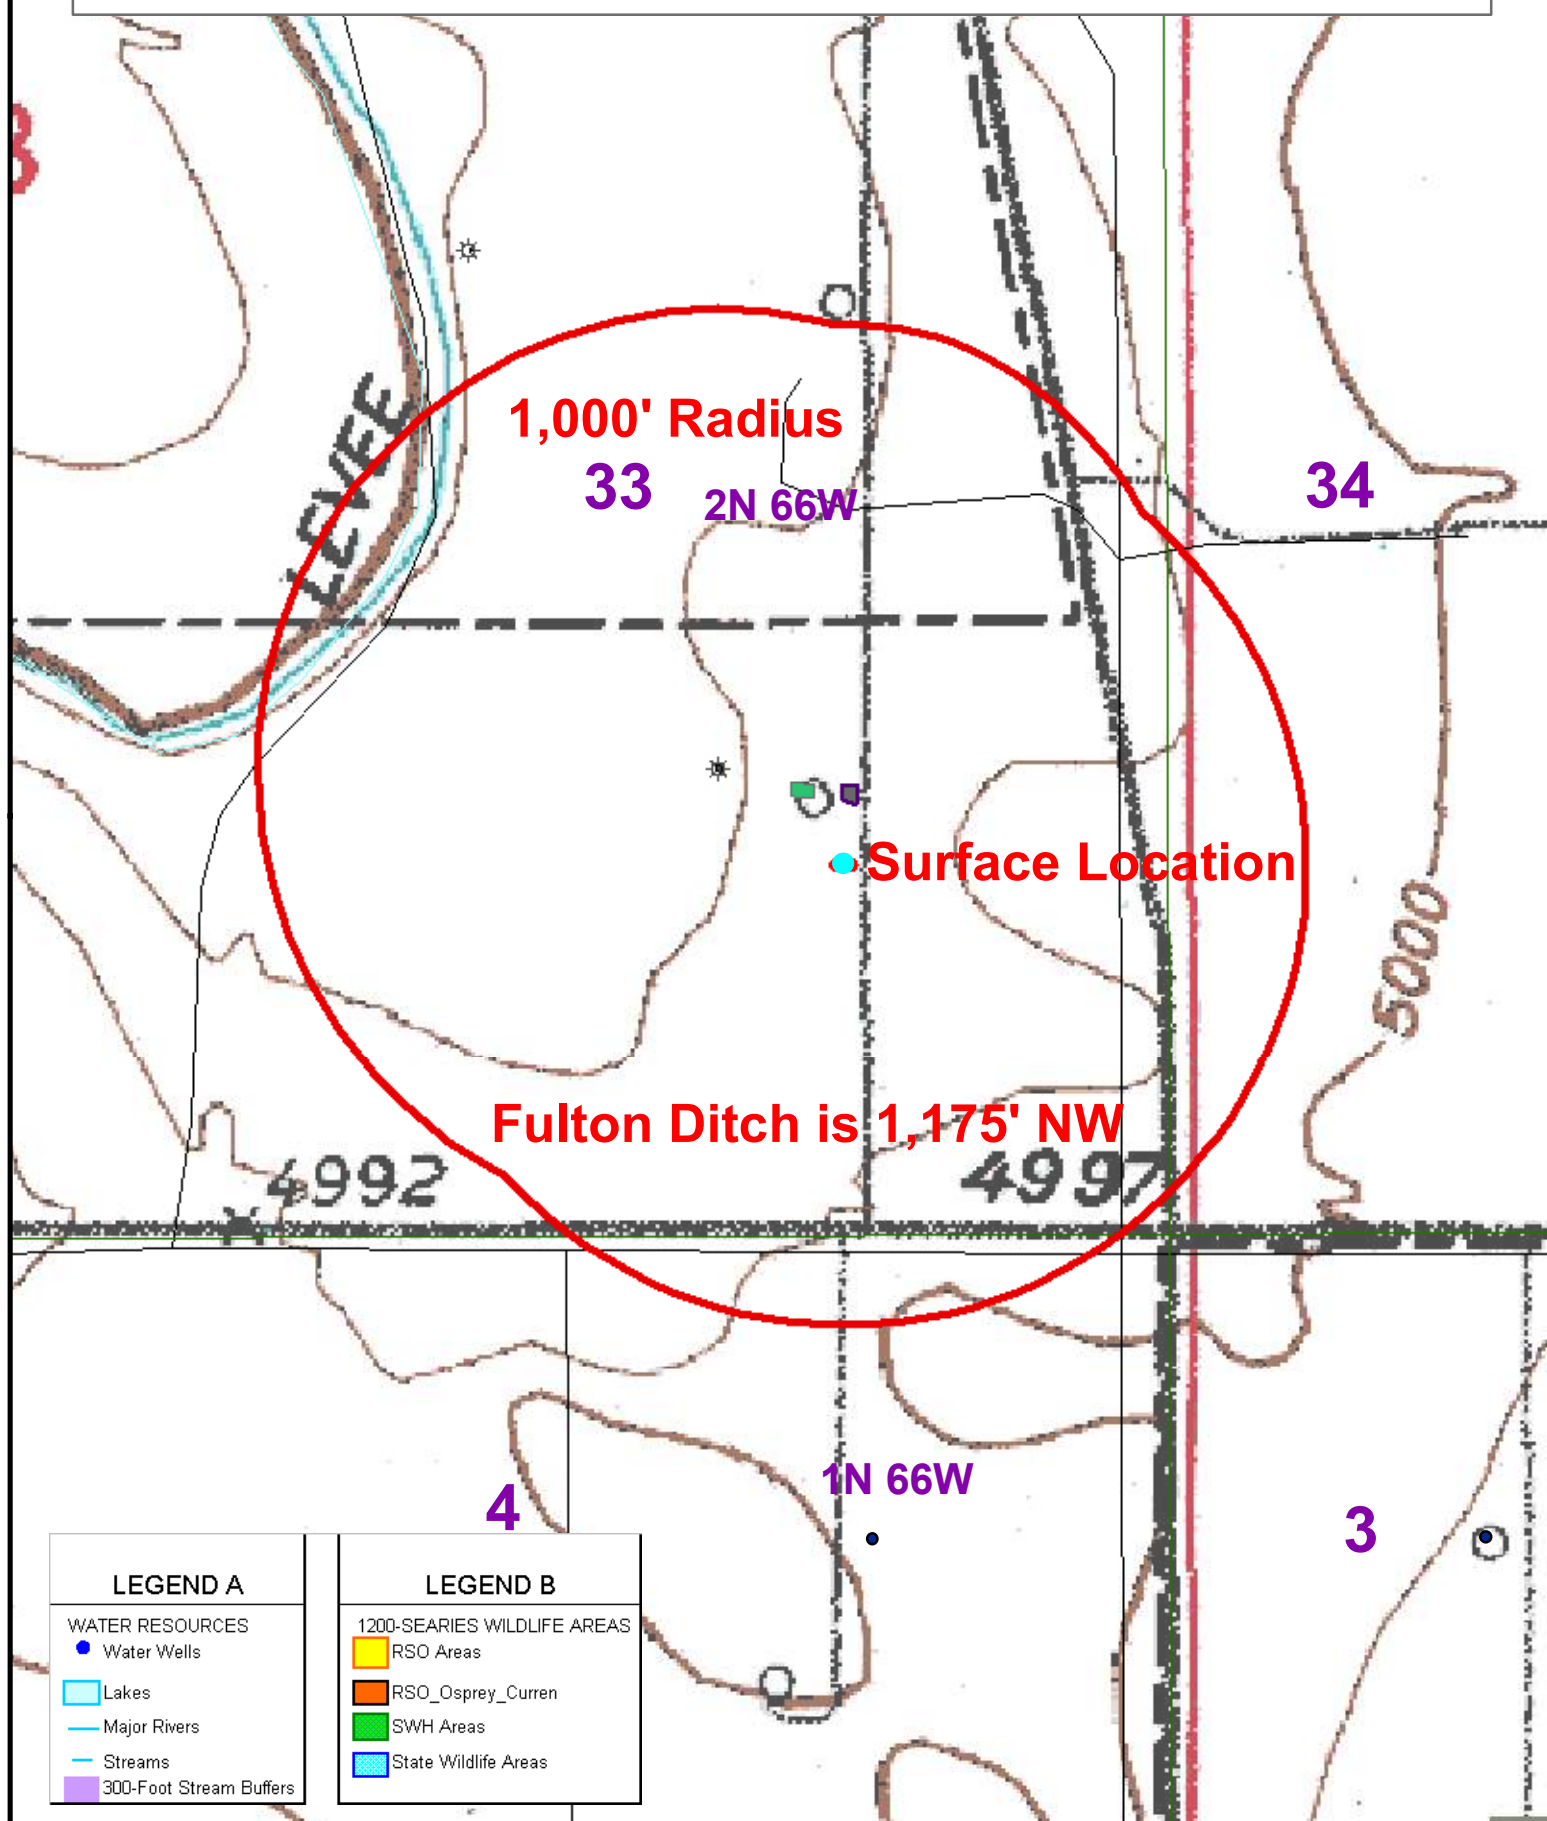 3
LEVEE
1,000' Radius
33
2N 66W
34
Surface Location
5000
Fulton Ditch is 1,175' NW
4992
4997
1N 66W
4
3
LEGEND A
WATER RESOURCES
Water Wells
Lakes
Major Rivers
Streams
300-Foot Stream Buffers
LEGEND B
1200-SEARIES WILDLIFE AREAS
RSO Areas
RSO_Osprey_Curren
SWH Areas
State Wildlife Areas